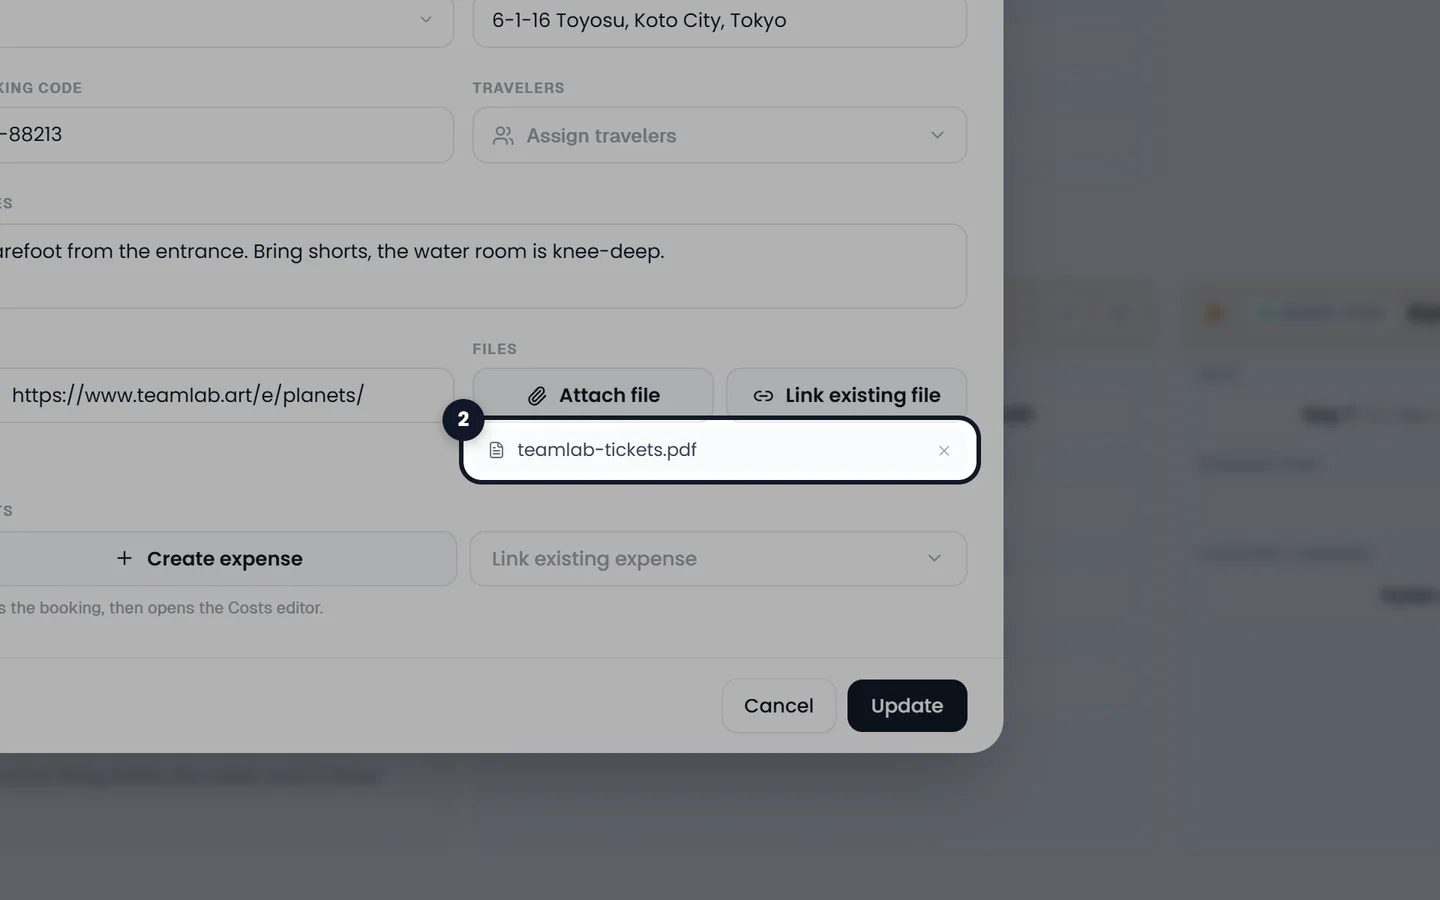 6-1-16 Toyosu, Koto City, Tokyo
KING CODE
TRAVELERS
-88213
Assign travelers
ES
arefoot from the entrance. Bring shorts, the water room is knee-deep.
FILES
https://www.teamlab.art/e/planets/
Attach file
Link existing file
2
teamlab-tickets.pdf
TS
Create expense
Link existing expense
s the booking, then opens the Costs editor.
Cancel
Update